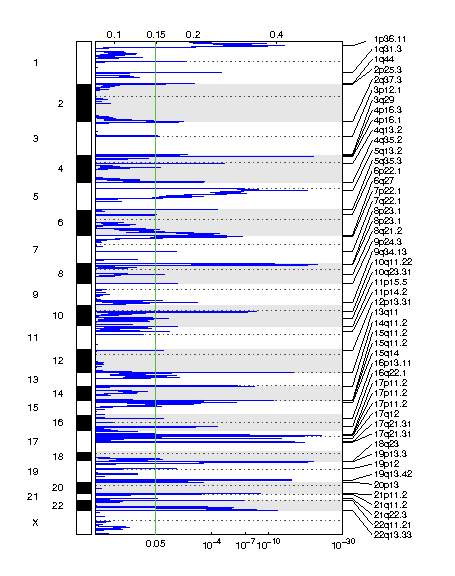 0.1 0.15 0.2 0.4
1
2
3
4
5
6
7
8
9
10
11
12
13
14
15
16
17
18
19
20
21
22
X
1p36.11
1q31.3
1q44
2p25.3
2q37.3
3p12.1
3q29
4p16.3
4p16.1
4q13.2
4q35.2
5q13.2
5q35.3
6p22.1
6q27
7p22.1
7q22.1
8p23.1
8p23.1
8q21.2
9p24.3
9q34.13
10q11.22
10q23.31
11p15.5
11p14.2
12p13.31
13q11
14q11.2
15q11.2
15q11.2
15q14
16p13.11
16q22.1
17p11.2
17p11.2
17p11.2
17q12
17q21.31
17q21.31
18q23
19p13.3
19p12
19q13.42
20p13
21p11.2
21q11.2
21q22.3
22q11.21
22q13.33
0.05 10⁻⁴ 10⁻⁷ 10⁻¹⁰ 10⁻³⁰